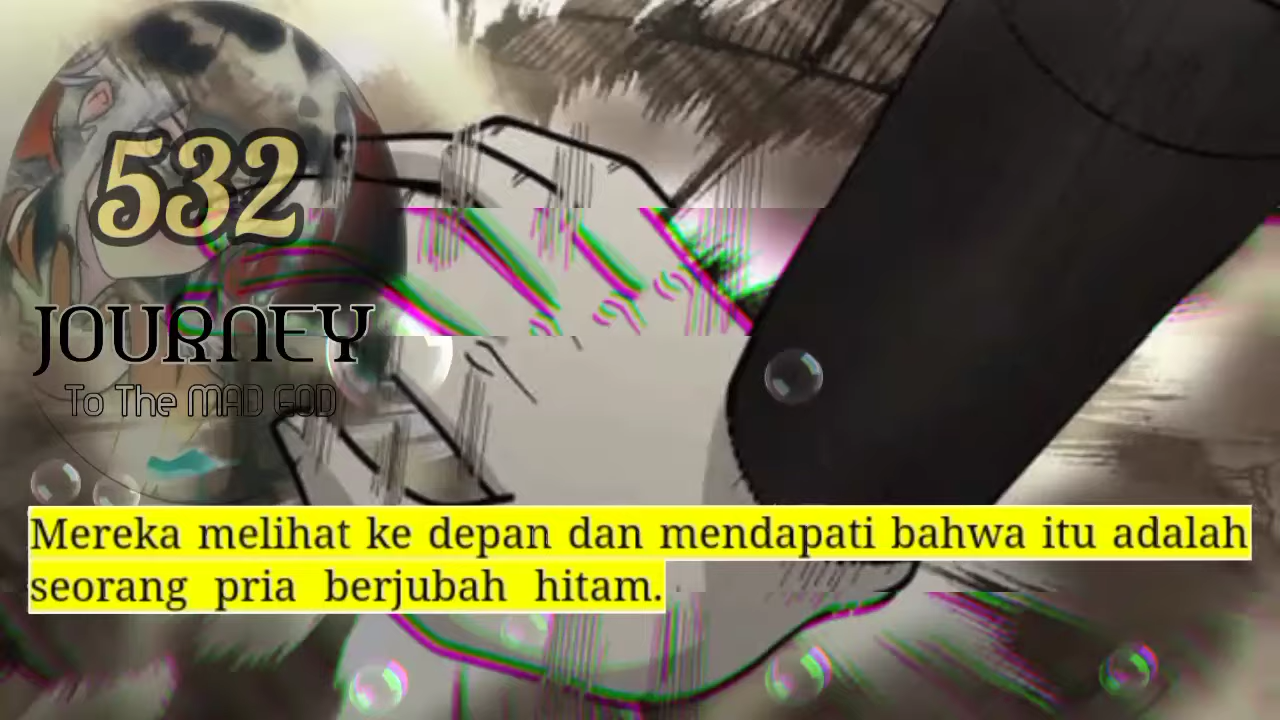 532
JOURNEY
To The MAD GOD
Mereka melihat ke depan dan mendapati bahwa itu adalah
seorang pria berjubah hitam.